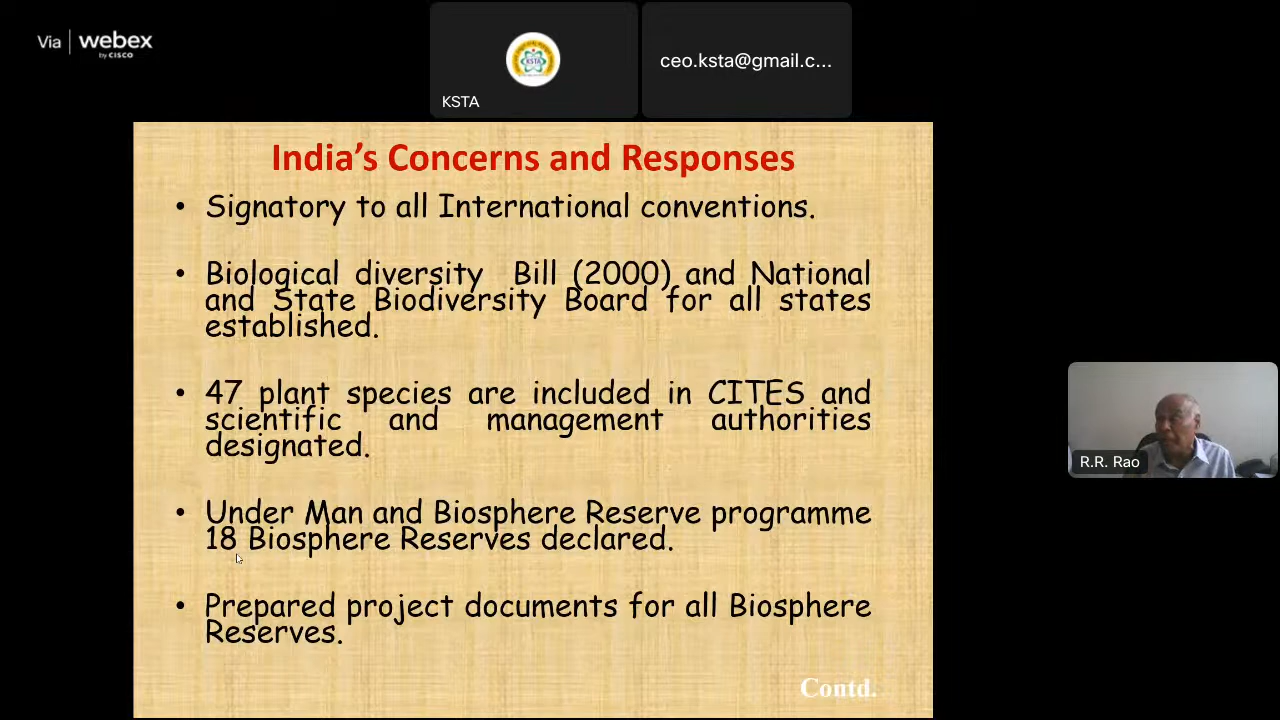 Via webex
by CISCO
KSTA
KSTA
ceo.ksta@gmail.c...
India's Concerns and Responses
• Signatory to all International conventions.
• Biological diversity Bill (2000) and National
and State Biodiversity Board for all states
established.
• 47 plant species are included in CITES and
scientific and management authorities
designated.
• Under Man and Biosphere Reserve programme
18 Biosphere Reserves declared.
• Prepared project documents for all Biosphere
Reserves.
Contd.
R.R. Rao